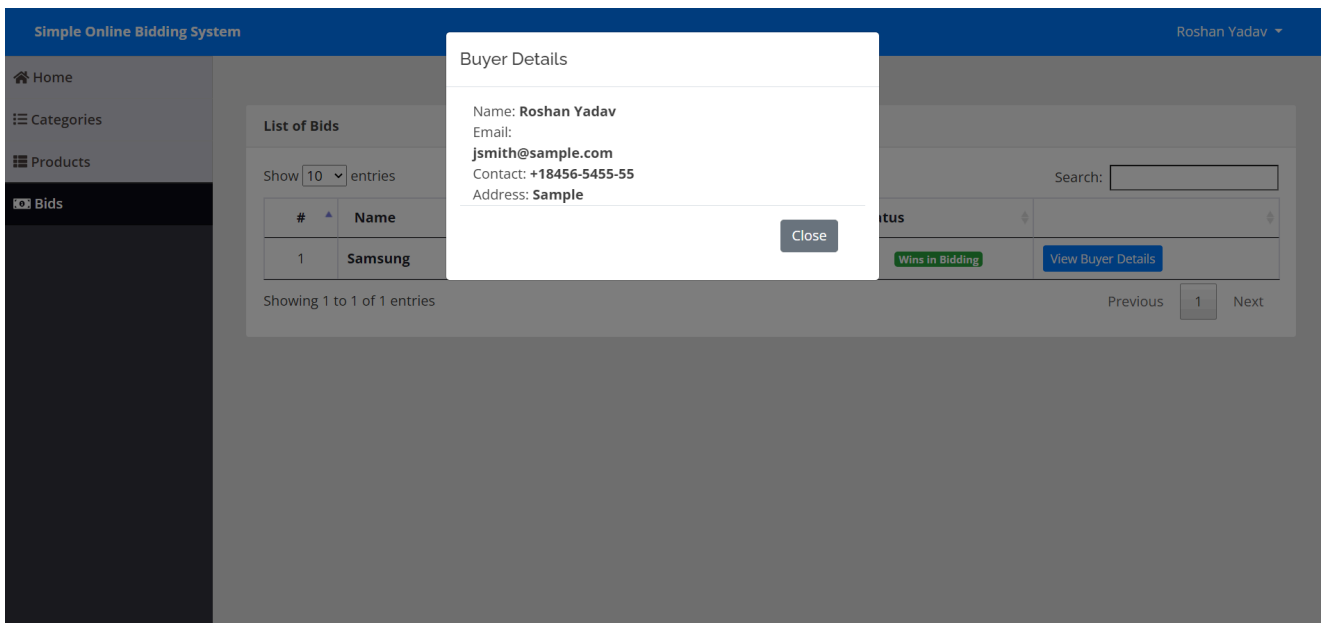 Simple Online Bidding System
Roshan Yadav
Home
Categories
Products
Bids
Buyer Details
Name: Roshan Yadav
Email:
jsmith@sample.com
Contact: +18456-5455-55
Address: Sample
Close
List of Bids
Show 10 entries
Search:
# Name tus
1 Samsung Wins in Bidding View Buyer Details
Showing 1 to 1 of 1 entries
Previous 1 Next